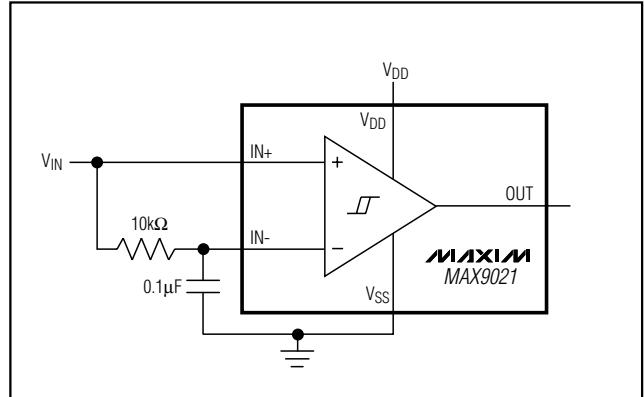 VDD
VDD
VIN
IN+
+
OUT
10kΩ
IN-
−
MAXIM
MAX9021
0.1μF
VSS